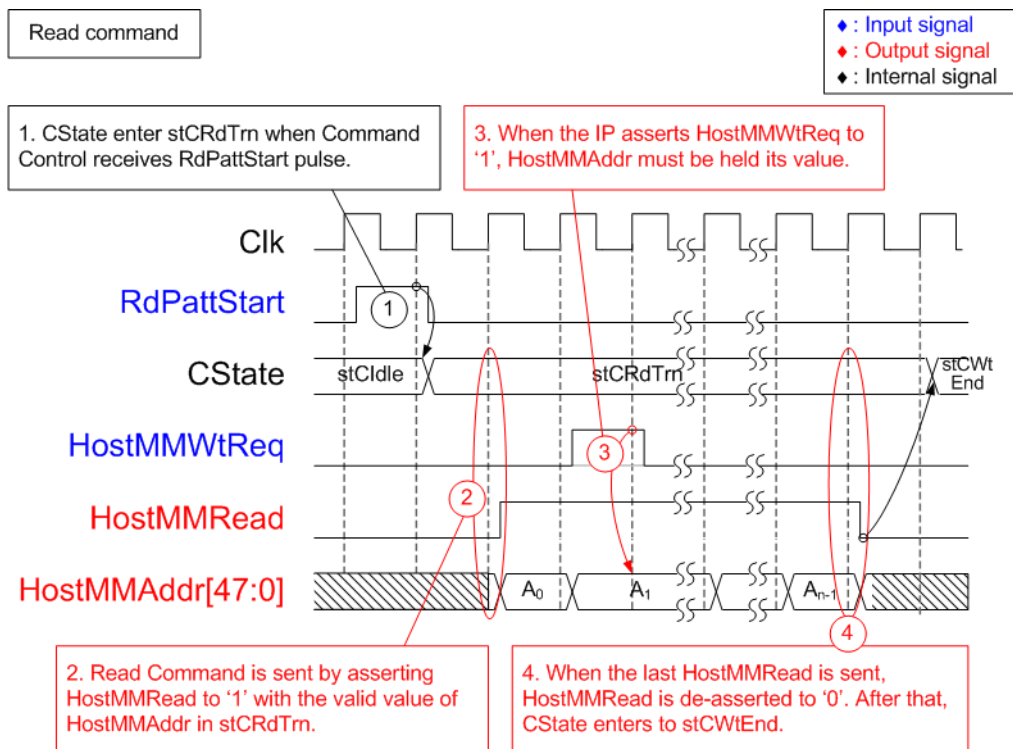 Read command
♦ : Input signal
♦ : Output signal
♦ : Internal signal
1. CState enter stCRdTrn when Command
Control receives RdPattStart pulse.
3. When the IP asserts HostMMWtReq to
‘1’, HostMMAddr must be held its value.
Clk
RdPattStart
1
CState
stCIdle
stCRdTrn
stCWt
End
HostMMWtReq
3
2
HostMMRead
HostMMAddr[47:0]
A0
A1
An-1
4
2. Read Command is sent by asserting
HostMMRead to ‘1’ with the valid value of
HostMMAddr in stCRdTrn.
4. When the last HostMMRead is sent,
HostMMRead is de-asserted to ‘0’. After that,
CState enters to stCWtEnd.